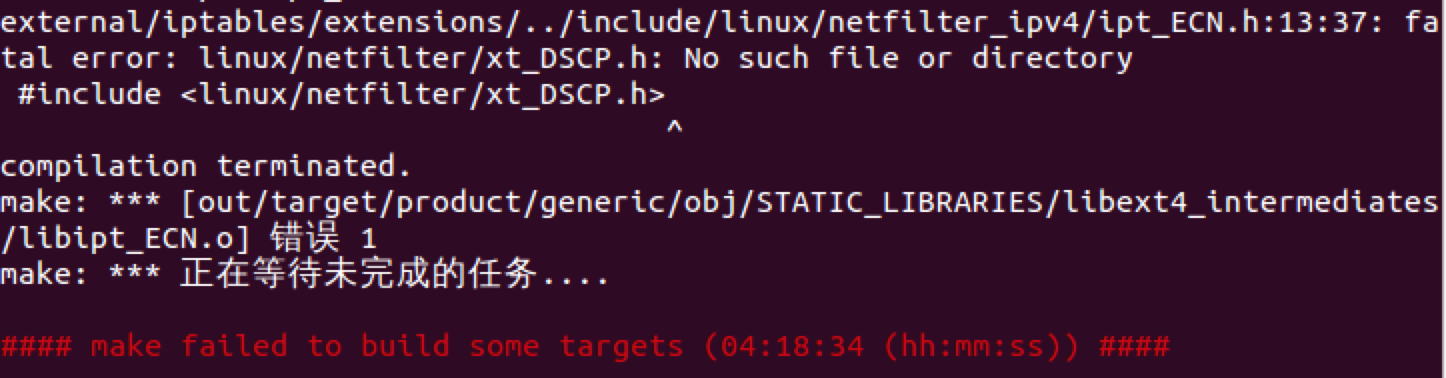 external/iptables/extensions/../include/linux/netfilter_ipv4/ipt_ECN.h:13:37: fa
tal error: linux/netfilter/xt_DSCP.h: No such file or directory
 #include <linux/netfilter/xt_DSCP.h>
                                     ^
compilation terminated.
make: *** [out/target/product/generic/obj/STATIC_LIBRARIES/libext4_intermediates
/libipt_ECN.o] 错误 1
make: *** 正在等待未完成的任务....
#### make failed to build some targets (04:18:34 (hh:mm:ss)) ####